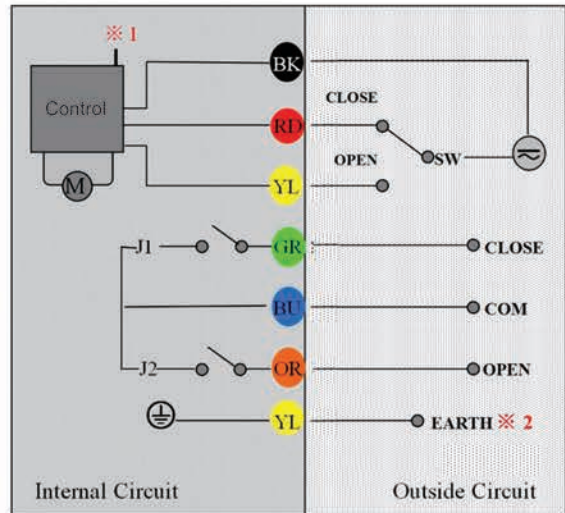 ※ 1
BK
Control
CLOSE
RD
OPEN
SW
M
YL
J1
GR
CLOSE
BU
COM
J2
OR
OPEN
YL
EARTH ※ 2
Internal Circuit
Outside Circuit